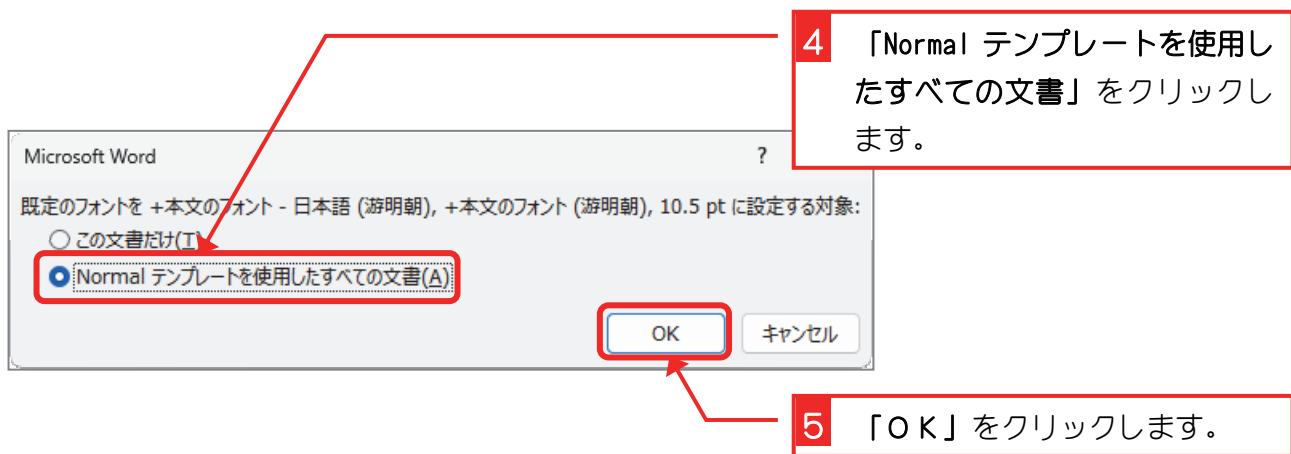 4 「Normal テンプレートを使用し
たすべての文書」をクリックし
ます。
Microsoft Word ?
既定のフォントを +本文のフォント - 日本語 (游明朝), +本文のフォント (游明朝), 10.5 pt に設定する対象:
この文書だけ(T)
Normal テンプレートを使用したすべての文書(A)
OK キャンセル
5 「ＯＫ」をクリックします。